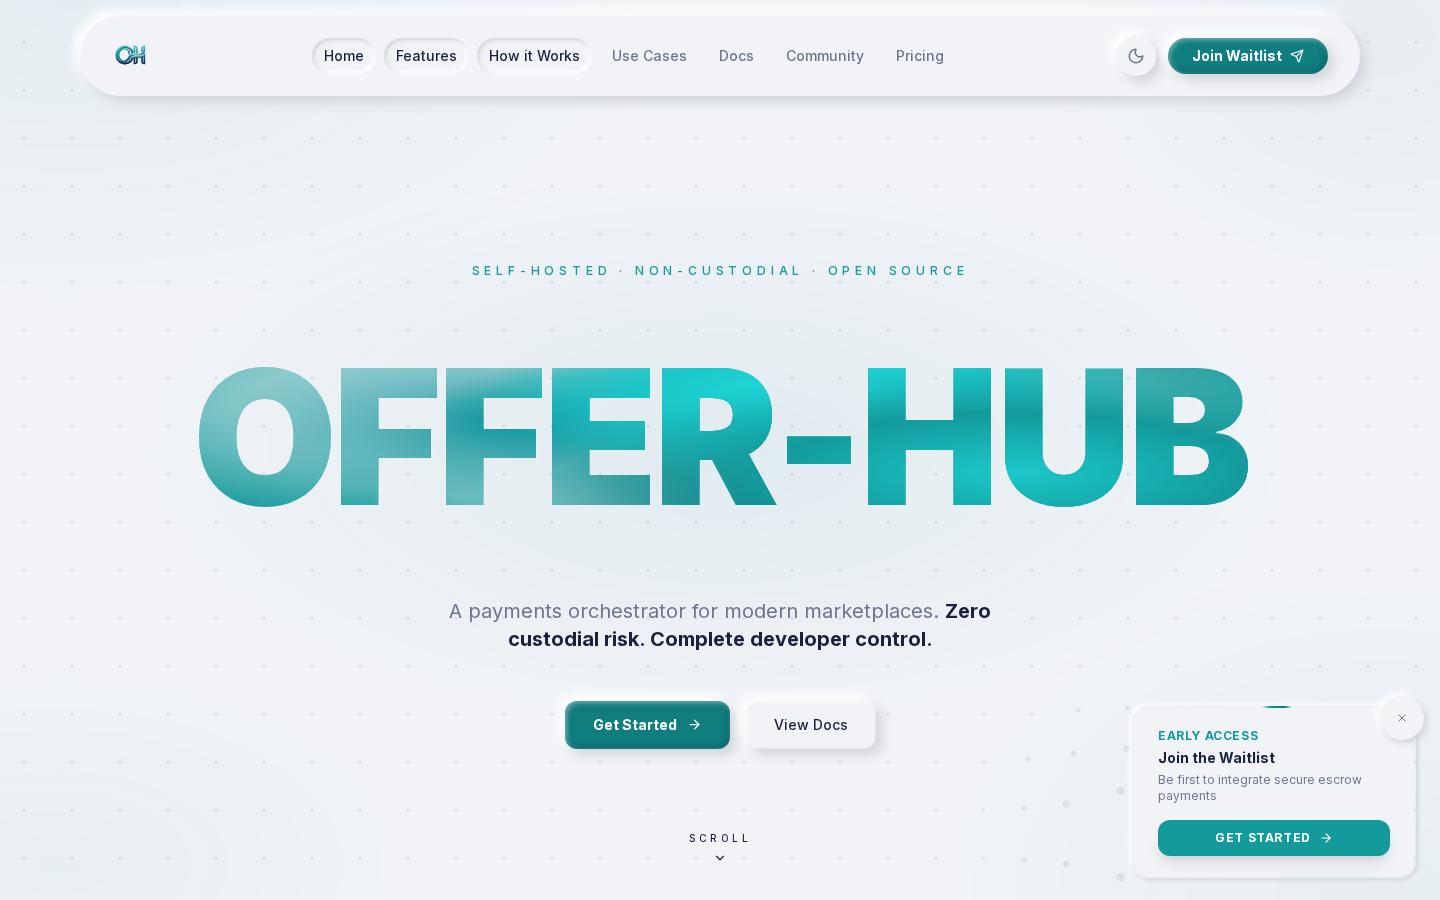 OH
Home Features How it Works Use Cases Docs Community Pricing Join Waitlist
SELF-HOSTED · NON-CUSTODIAL · OPEN SOURCE
OFFER-HUB
A payments orchestrator for modern marketplaces. Zero
custodial risk. Complete developer control.
Get Started View Docs
SCROLL
EARLY ACCESS
Join the Waitlist
Be first to integrate secure escrow
payments
GET STARTED